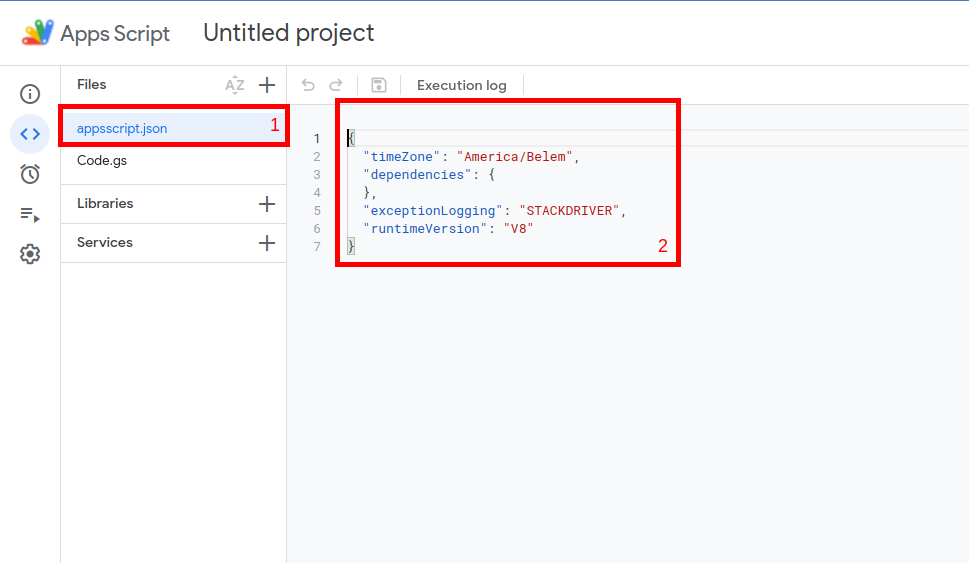 Apps Script Untitled project
Files AZ
Execution log
appsscript.json 1
Code.gs
Libraries
Services
1 {
2 "timeZone": "America/Belem",
3 "dependencies": {
4 },
5 "exceptionLogging": "STACKDRIVER",
6 "runtimeVersion": "V8"
7 }
2